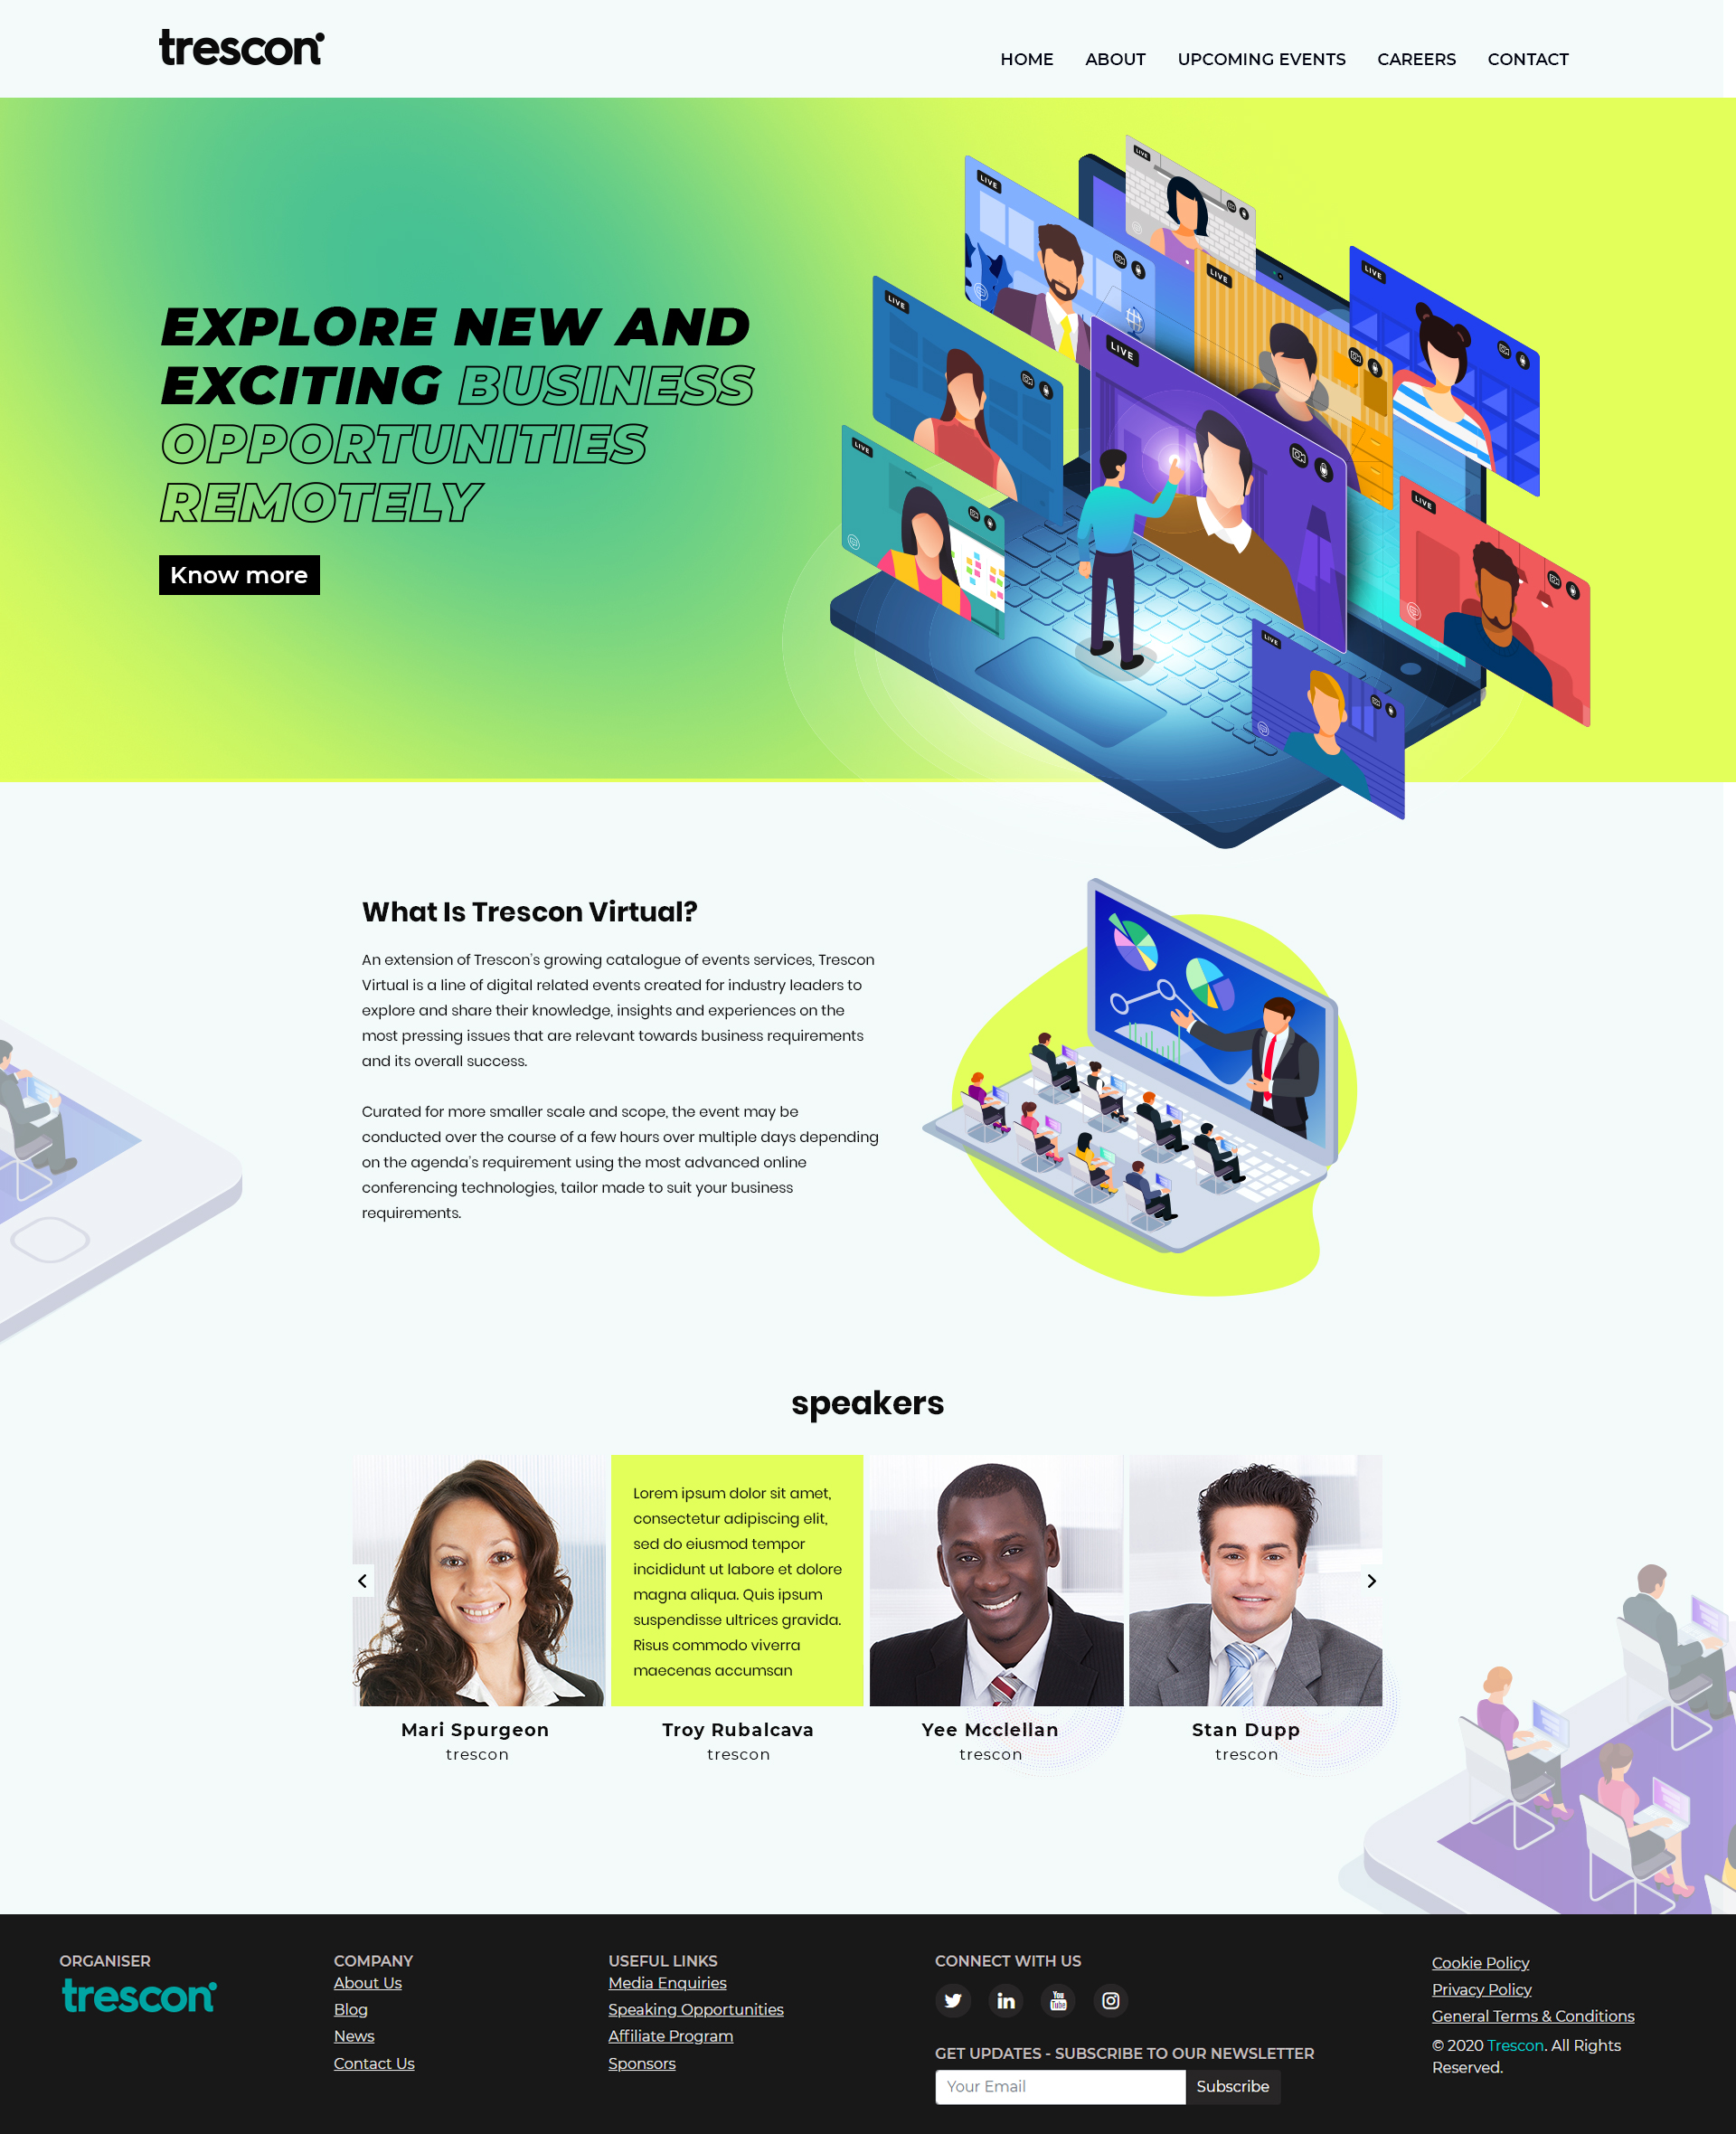 trescon
HOME ABOUT UPCOMING EVENTS CAREERS CONTACT
LIVE
LIVE
LIVE
LIVE
LIVE
LIVE
LIVE
LIVE
LIVE
EXPLORE NEW AND
EXCITING BUSINESS
OPPORTUNITIES
REMOTELY
Know more
What Is Trescon Virtual?
An extension of Trescon's growing catalogue of events services, Trescon
Virtual is a line of digital related events created for industry leaders to
explore and share their knowledge, insights and experiences on the
most pressing issues that are relevant towards business requirements
and its overall success.
Curated for more smaller scale and scope, the event may be
conducted over the course of a few hours over multiple days depending
on the agenda's requirement using the most advanced online
conferencing technologies, tailor made to suit your business
requirements.
speakers
Lorem ipsum dolor sit amet,
consectetur adipiscing elit,
sed do eiusmod tempor
incididunt ut labore et dolore
magna aliqua. Quis ipsum
suspendisse ultrices gravida.
Risus commodo viverra
maecenas accumsan
Mari Spurgeon
trescon
Troy Rubalcava
trescon
Yee Mcclellan
trescon
Stan Dupp
trescon
ORGANISER
trescon
COMPANY
About Us
Blog
News
Contact Us
USEFUL LINKS
Media Enquiries
Speaking Opportunities
Affiliate Program
Sponsors
CONNECT WITH US
You
Tube
GET UPDATES - SUBSCRIBE TO OUR NEWSLETTER
Your Email Subscribe
Cookie Policy
Privacy Policy
General Terms & Conditions
© 2020 Trescon. All Rights
Reserved.